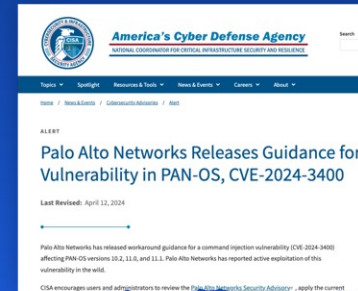 America's Cyber Defense Agency
NATIONAL COORDINATOR FOR CRITICAL INFRASTRUCTURE SECURITY AND RESILIENCE
Search
Topics
Spotlight
Resources & Tools
News & Events
Careers
About
Home / News & Events / Cybersecurity Advisories / Alert
ALERT
Palo Alto Networks Releases Guidance for
Vulnerability in PAN-OS, CVE-2024-3400
Last Revised: April 12, 2024
Palo Alto Networks has released workaround guidance for a command injection vulnerability (CVE-2024-3400)
affecting PAN-OS versions 10.2, 11.0, and 11.1. Palo Alto Networks has reported active exploitation of this
vulnerability in the wild.
CISA encourages users and administrators to review the Palo Alto Networks Security Advisory, apply the current